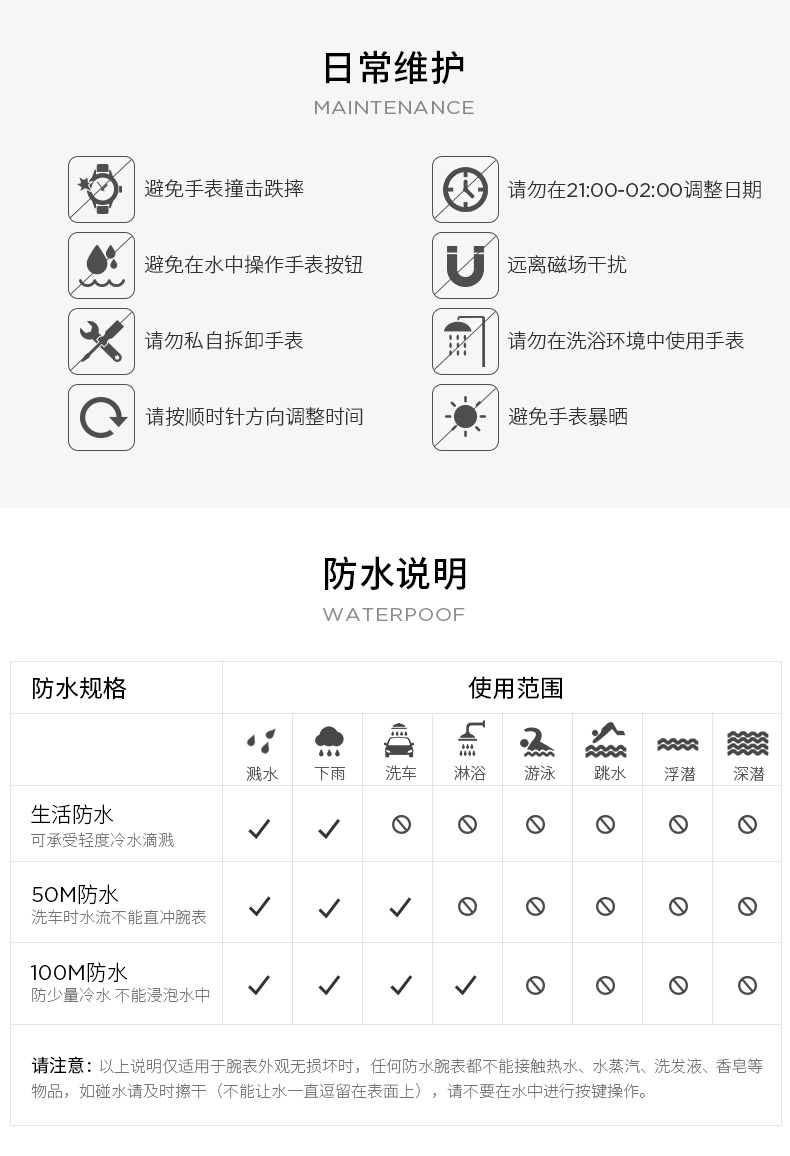 日常维护
MAINTENANCE
避免手表撞击跌摔
请勿在21:00-02:00调整日期
避免在水中操作手表按钮
远离磁场干扰
请勿私自拆卸手表
请勿在洗浴环境中使用手表
请按顺时针方向调整时间
避免手表暴晒
防水说明
WATERPOOF
防水规格
使用范围
溅水
下雨
洗车
淋浴
游泳
跳水
浮潜
深潜
生活防水
可承受轻度冷水滴溅
50M防水
洗车时水流不能直冲腕表
100M防水
防少量冷水 不能浸泡水中
请注意：以上说明仅适用于腕表外观无损坏时，任何防水腕表都不能接触热水、水蒸汽、洗发液、香皂等
物品，如碰水请及时擦干（不能让水一直逗留在表面上），请不要在水中进行按键操作。